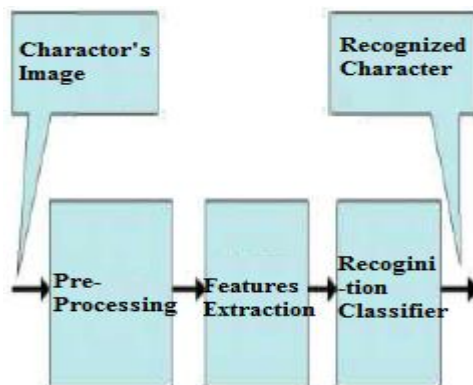 Charactor's
Image
Recognized
Character
Pre-
Processing
Features
Extraction
Recogini
-tion
Classifier